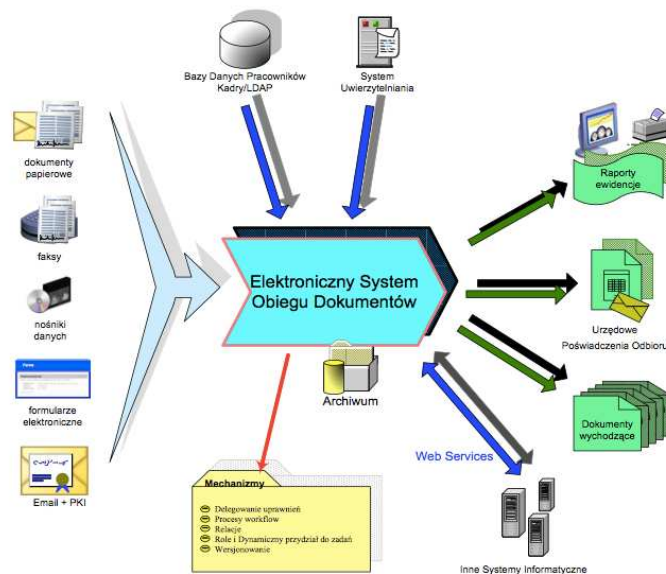 Bazy Danych Pracowników
Kadry/LDAP
System
Uwierzytelniania
dokumenty
papierowe
faksy
nośniki
danych
formularze
elektroniczne
Email + PKI
Elektroniczny System
Obiegu Dokumentów
Archiwum
Raporty
ewidencje
Urzędowe
Poświadczenia Odbioru
Dokumenty
wychodzące
Web Services
Inne Systemy Informatyczne
Mechanizmy
Delegowanie uprawnień
Procesy workflow
Relacje
Role i Dynamiczny przydział do zadań
Wersjonowanie